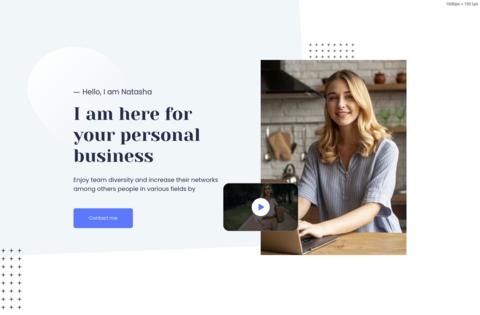 1680px × 1051px
— Hello, I am Natasha
I am here for
your personal
business
Enjoy team diversity and increase their networks
among others people in various fields by
Contact me